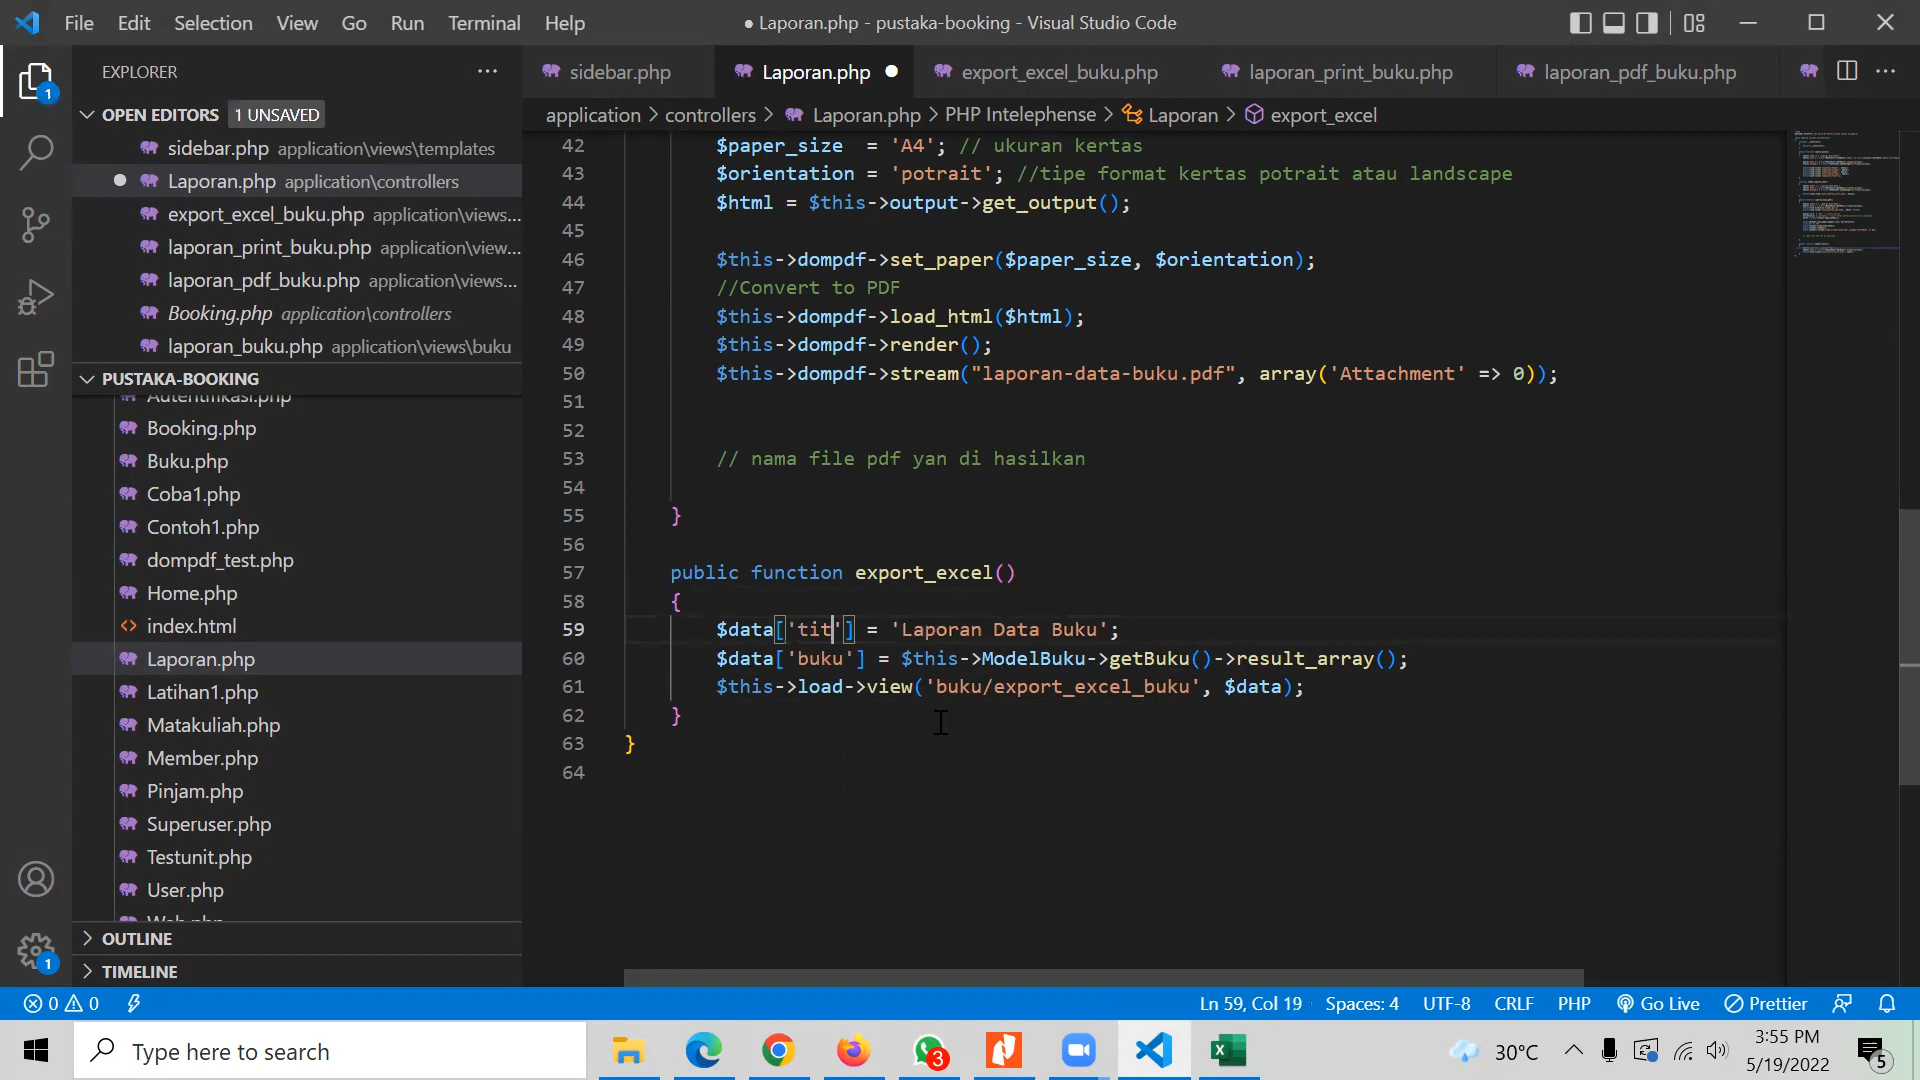 File Edit Selection View Go Run Terminal Help
● Laporan.php - pustaka-booking - Visual Studio Code
EXPLORER
OPEN EDITORS 1 UNSAVED
sidebar.php application\views\templates
Laporan.php application\controllers
export_excel_buku.php application\views...
laporan_print_buku.php application\view...
laporan_pdf_buku.php application\views...
Booking.php application\controllers
laporan_buku.php application\views\buku
PUSTAKA-BOOKING
Autentifikasi.php
Booking.php
Buku.php
Coba1.php
Contoh1.php
dompdf_test.php
Home.php
index.html
Laporan.php
Latihan1.php
Matakuliah.php
Member.php
Pinjam.php
Superuser.php
Testunit.php
User.php
Web.php
OUTLINE
TIMELINE
sidebar.php Laporan.php ● export_excel_buku.php laporan_print_buku.php laporan_pdf_buku.php
application > controllers > Laporan.php > PHP Intelephense > Laporan > export_excel
42 $paper_size = 'A4'; // ukuran kertas
43 $orientation = 'potrait'; //tipe format kertas potrait atau landscape
44 $html = $this->output->get_output();
45
46 $this->dompdf->set_paper($paper_size, $orientation);
47 //Convert to PDF
48 $this->dompdf->load_html($html);
49 $this->dompdf->render();
50 $this->dompdf->stream("laporan-data-buku.pdf", array('Attachment' => 0));
51
52
53 // nama file pdf yan di hasilkan
54
55 }
56
57 public function export_excel()
58 {
59 $data['tit'] = 'Laporan Data Buku';
60 $data['buku'] = $this->ModelBuku->getBuku()->result_array();
61 $this->load->view('buku/export_excel_buku', $data);
62 }
63 }
64
0 0 Ln 59, Col 19 Spaces: 4 UTF-8 CRLF PHP Go Live Prettier
Type here to search
3
30°C
3:55 PM
5/19/2022
5